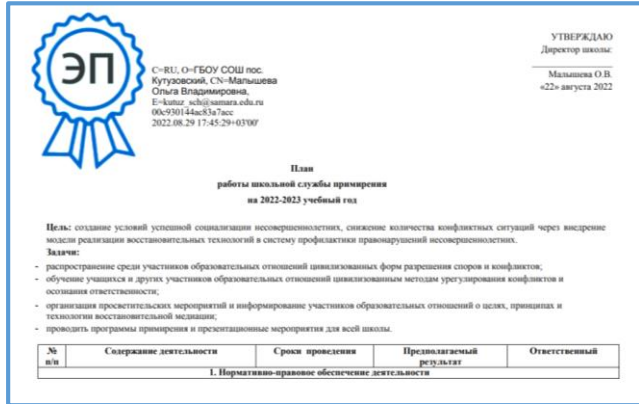 ЭП
C=RU, O=ГБОУ СОШ пос.
Кутузовский, CN=Малышева
Ольга Владимировна,
E=kutuz_sch@samara.edu.ru
00c930144ac83a7acc
2022.08.29 17:45:29+03'00'
УТВЕРЖДАЮ
Директор школы:
Малышева О.В.
«22» августа 2022
План
работы школьной службы примирения
на 2022-2023 учебный год
Цель: создание условий успешной социализации несовершеннолетних, снижение количества конфликтных ситуаций через внедрение
модели реализации восстановительных технологий в систему профилактики правонарушений несовершеннолетних.
Задачи:
- распространение среди участников образовательных отношений цивилизованных форм разрешения споров и конфликтов;
- обучение учащихся и других участников образовательных отношений цивилизованным методам урегулирования конфликтов и
осознания ответственности;
- организация просветительских мероприятий и информирование участников образовательных отношений о целях, принципах и
технологии восстановительной медиации;
- проводить программы примирения и презентационные мероприятия для всей школы.
№ п/п Содержание деятельности Сроки проведения Предполагаемый результат Ответственный
1. Нормативно-правовое обеспечение деятельности